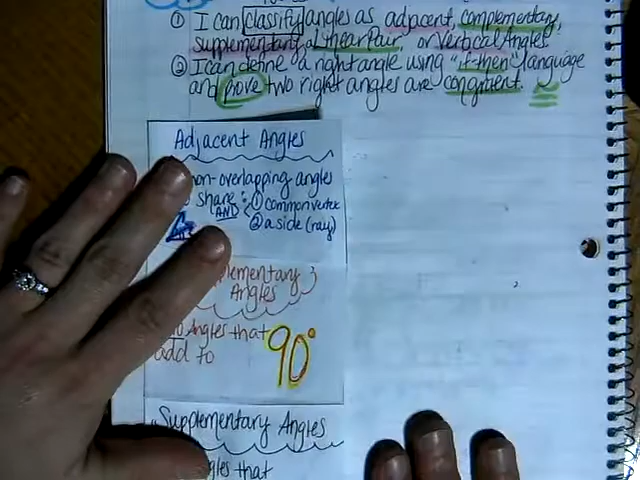 ① I can classify angles as adjacent, complementary,
Supplementary, Linear Pair, or Vertical Angles
② I can define a right angle using "if-then" language
and prove two right angles are congruent.
Adjacent Angles
non-overlapping angles
share: ① common vertex
AND
② a side (ray)
lementary
Angles
Angles that
add to
90°
Supplementary Angles
gles that